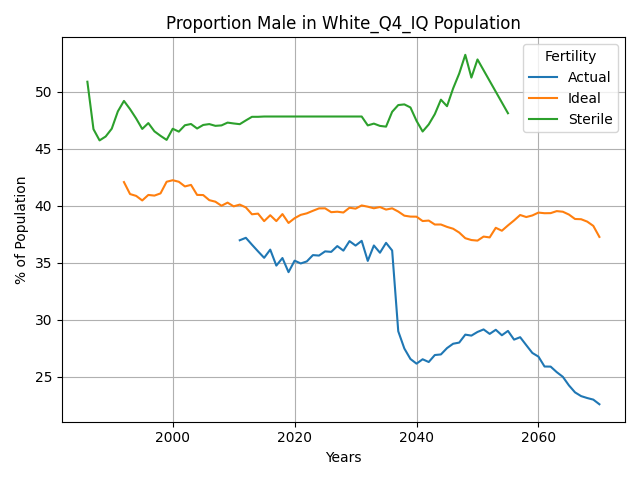 Proportion Male in White_Q4_IQ Population
Fertility
Actual
Ideal
Sterile
% of Population
50
45
40
35
30
25
2000
2020
2040
2060
Years